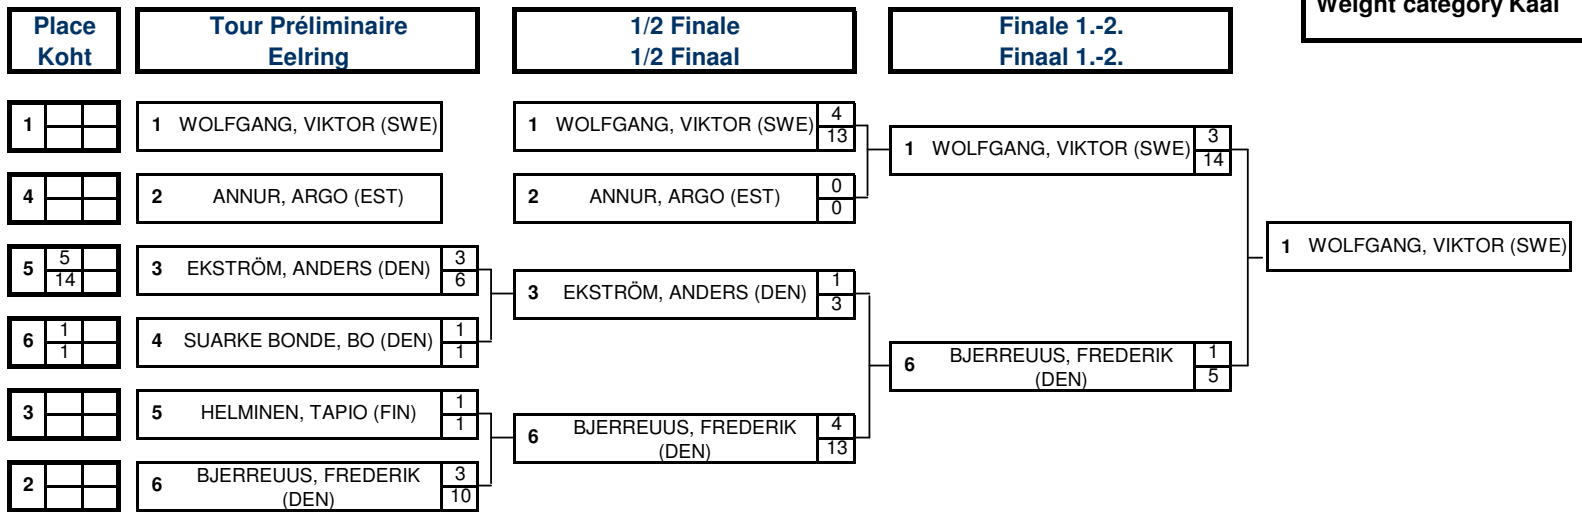 Weight category Kaal
Place
Koht
Tour Préliminaire
Eelring
1/2 Finale
1/2 Finaal
Finale 1.-2.
Finaal 1.-2.
1
1 WOLFGANG, VIKTOR (SWE)
4
2 ANNUR, ARGO (EST)
5 5
14
3 EKSTRÖM, ANDERS (DEN) 3
6
6 1
1
4 SUARKE BONDE, BO (DEN) 1
1
3
5 HELMINEN, TAPIO (FIN) 1
1
2
6 BJERREUUS, FREDERIK 3
(DEN) 10
1 WOLFGANG, VIKTOR (SWE) 4
13
2 ANNUR, ARGO (EST) 0
0
3 EKSTRÖM, ANDERS (DEN) 1
3
6 BJERREUUS, FREDERIK 4
(DEN) 13
1 WOLFGANG, VIKTOR (SWE) 3
14
6 BJERREUUS, FREDERIK 1
(DEN) 5
1 WOLFGANG, VIKTOR (SWE)